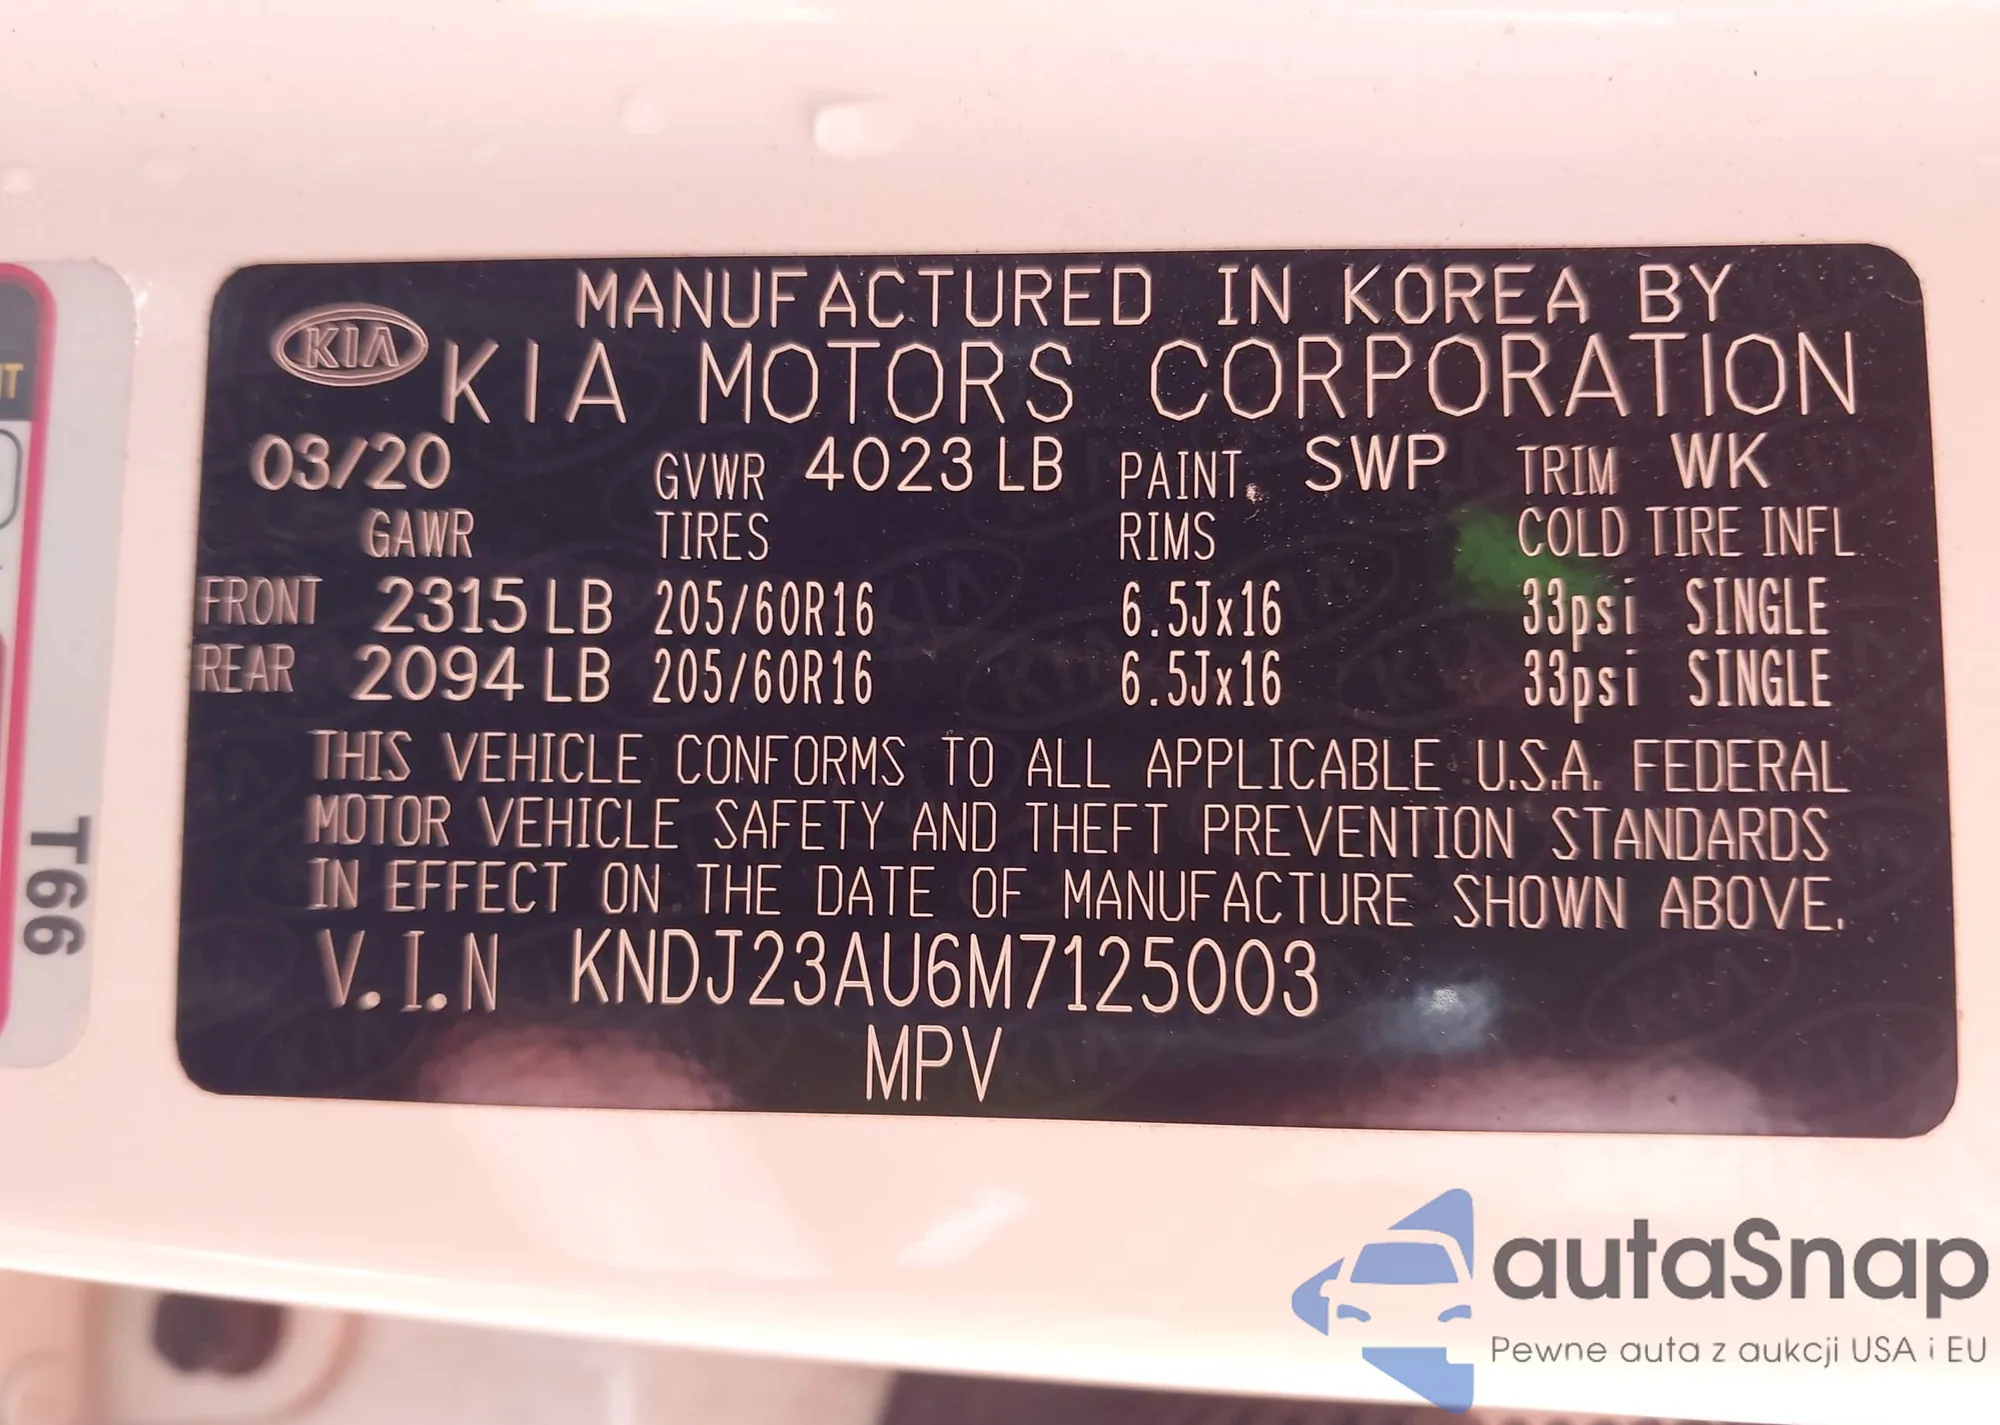 MANUFACTURED IN KOREA BY
KIA KIA MOTORS CORPORATION
03/20 GVWR 4023 LB PAINT SWP TRIM WK
GAWR TIRES RIMS COLD TIRE INFL
FRONT 2315 LB 205/60R16 6.5Jx16 33psi SINGLE
REAR 2094 LB 205/60R16 6.5Jx16 33psi SINGLE
THIS VEHICLE CONFORMS TO ALL APPLICABLE U.S.A. FEDERAL
MOTOR VEHICLE SAFETY AND THEFT PREVENTION STANDARDS
IN EFFECT ON THE DATE OF MANUFACTURE SHOWN ABOVE.
V.I.N KNDJ23AU6M7125003
MPV
T66
autaSnap
Pewne auta z aukcji USA i EU